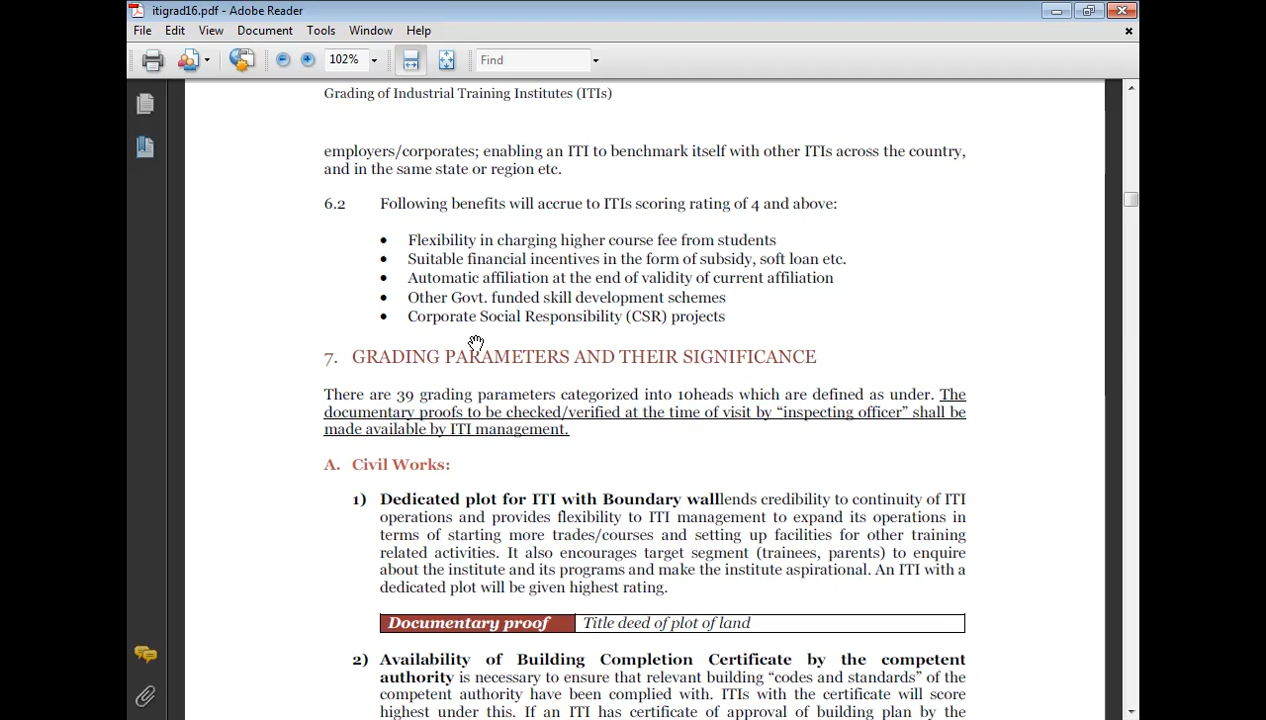 itigrad16.pdf - Adobe Reader
File Edit View Document Tools Window Help
102% Find
Grading of Industrial Training Institutes (ITIs)
employers/corporates; enabling an ITI to benchmark itself with other ITIs across the country,
and in the same state or region etc.
6.2 Following benefits will accrue to ITIs scoring rating of 4 and above:
• Flexibility in charging higher course fee from students
• Suitable financial incentives in the form of subsidy, soft loan etc.
• Automatic affiliation at the end of validity of current affiliation
• Other Govt. funded skill development schemes
• Corporate Social Responsibility (CSR) projects
7. GRADING PARAMETERS AND THEIR SIGNIFICANCE
There are 39 grading parameters categorized into 10heads which are defined as under. The
documentary proofs to be checked/verified at the time of visit by “inspecting officer” shall be
made available by ITI management.
A. Civil Works:
1) Dedicated plot for ITI with Boundary walllends credibility to continuity of ITI
operations and provides flexibility to ITI management to expand its operations in
terms of starting more trades/courses and setting up facilities for other training
related activities. It also encourages target segment (trainees, parents) to enquire
about the institute and its programs and make the institute aspirational. An ITI with a
dedicated plot will be given highest rating.
Documentary proof Title deed of plot of land
2) Availability of Building Completion Certificate by the competent
authority is necessary to ensure that relevant building “codes and standards” of the
competent authority have been complied with. ITIs with the certificate will score
highest under this. If an ITI has certificate of approval of building plan by the